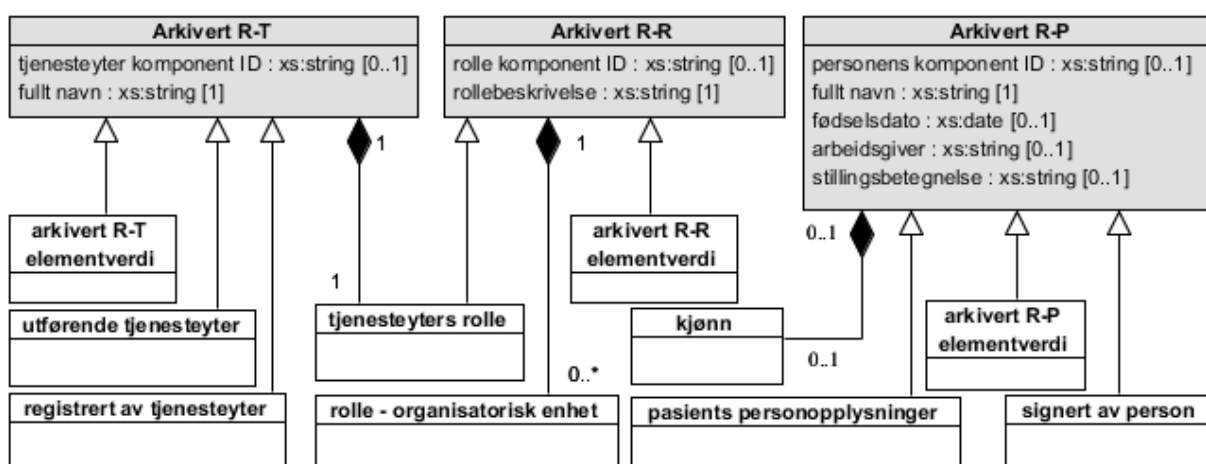 Arkivert R-T
tjenesteyter komponent ID : xs:string [0..1]
fullt navn : xs:string [1]
Arkivert R-R
rolle komponent ID : xs:string [0..1]
rollebeskrivelse : xs:string [1]
Arkivert R-P
personens komponent ID : xs:string [0..1]
fullt navn : xs:string [1]
fødselsdato : xs:date [0..1]
arbeidsgiver : xs:string [0..1]
stillingsbetegnelse : xs:string [0..1]
1
1
arkivert R-T
elementverdi
arkivert R-R
elementverdi
0..1
1
utførende tjenesteyter
tjenesteyters rolle
kjønn
0..1
arkivert R-P
elementverdi
0..*
registrert av tjenesteyter
rolle - organisatorisk enhet
pasients personopplysninger
signert av person